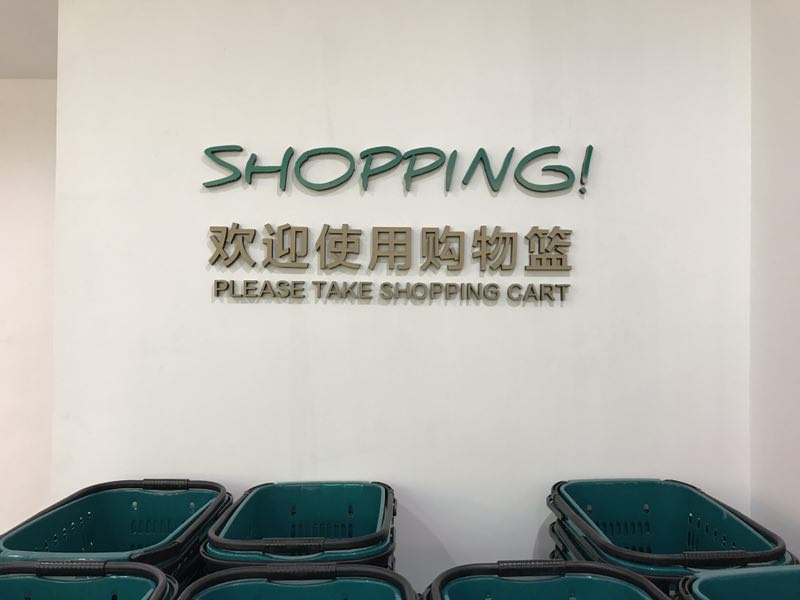 SHOPPING!
欢迎使用购物篮
PLEASE TAKE SHOPPING CART